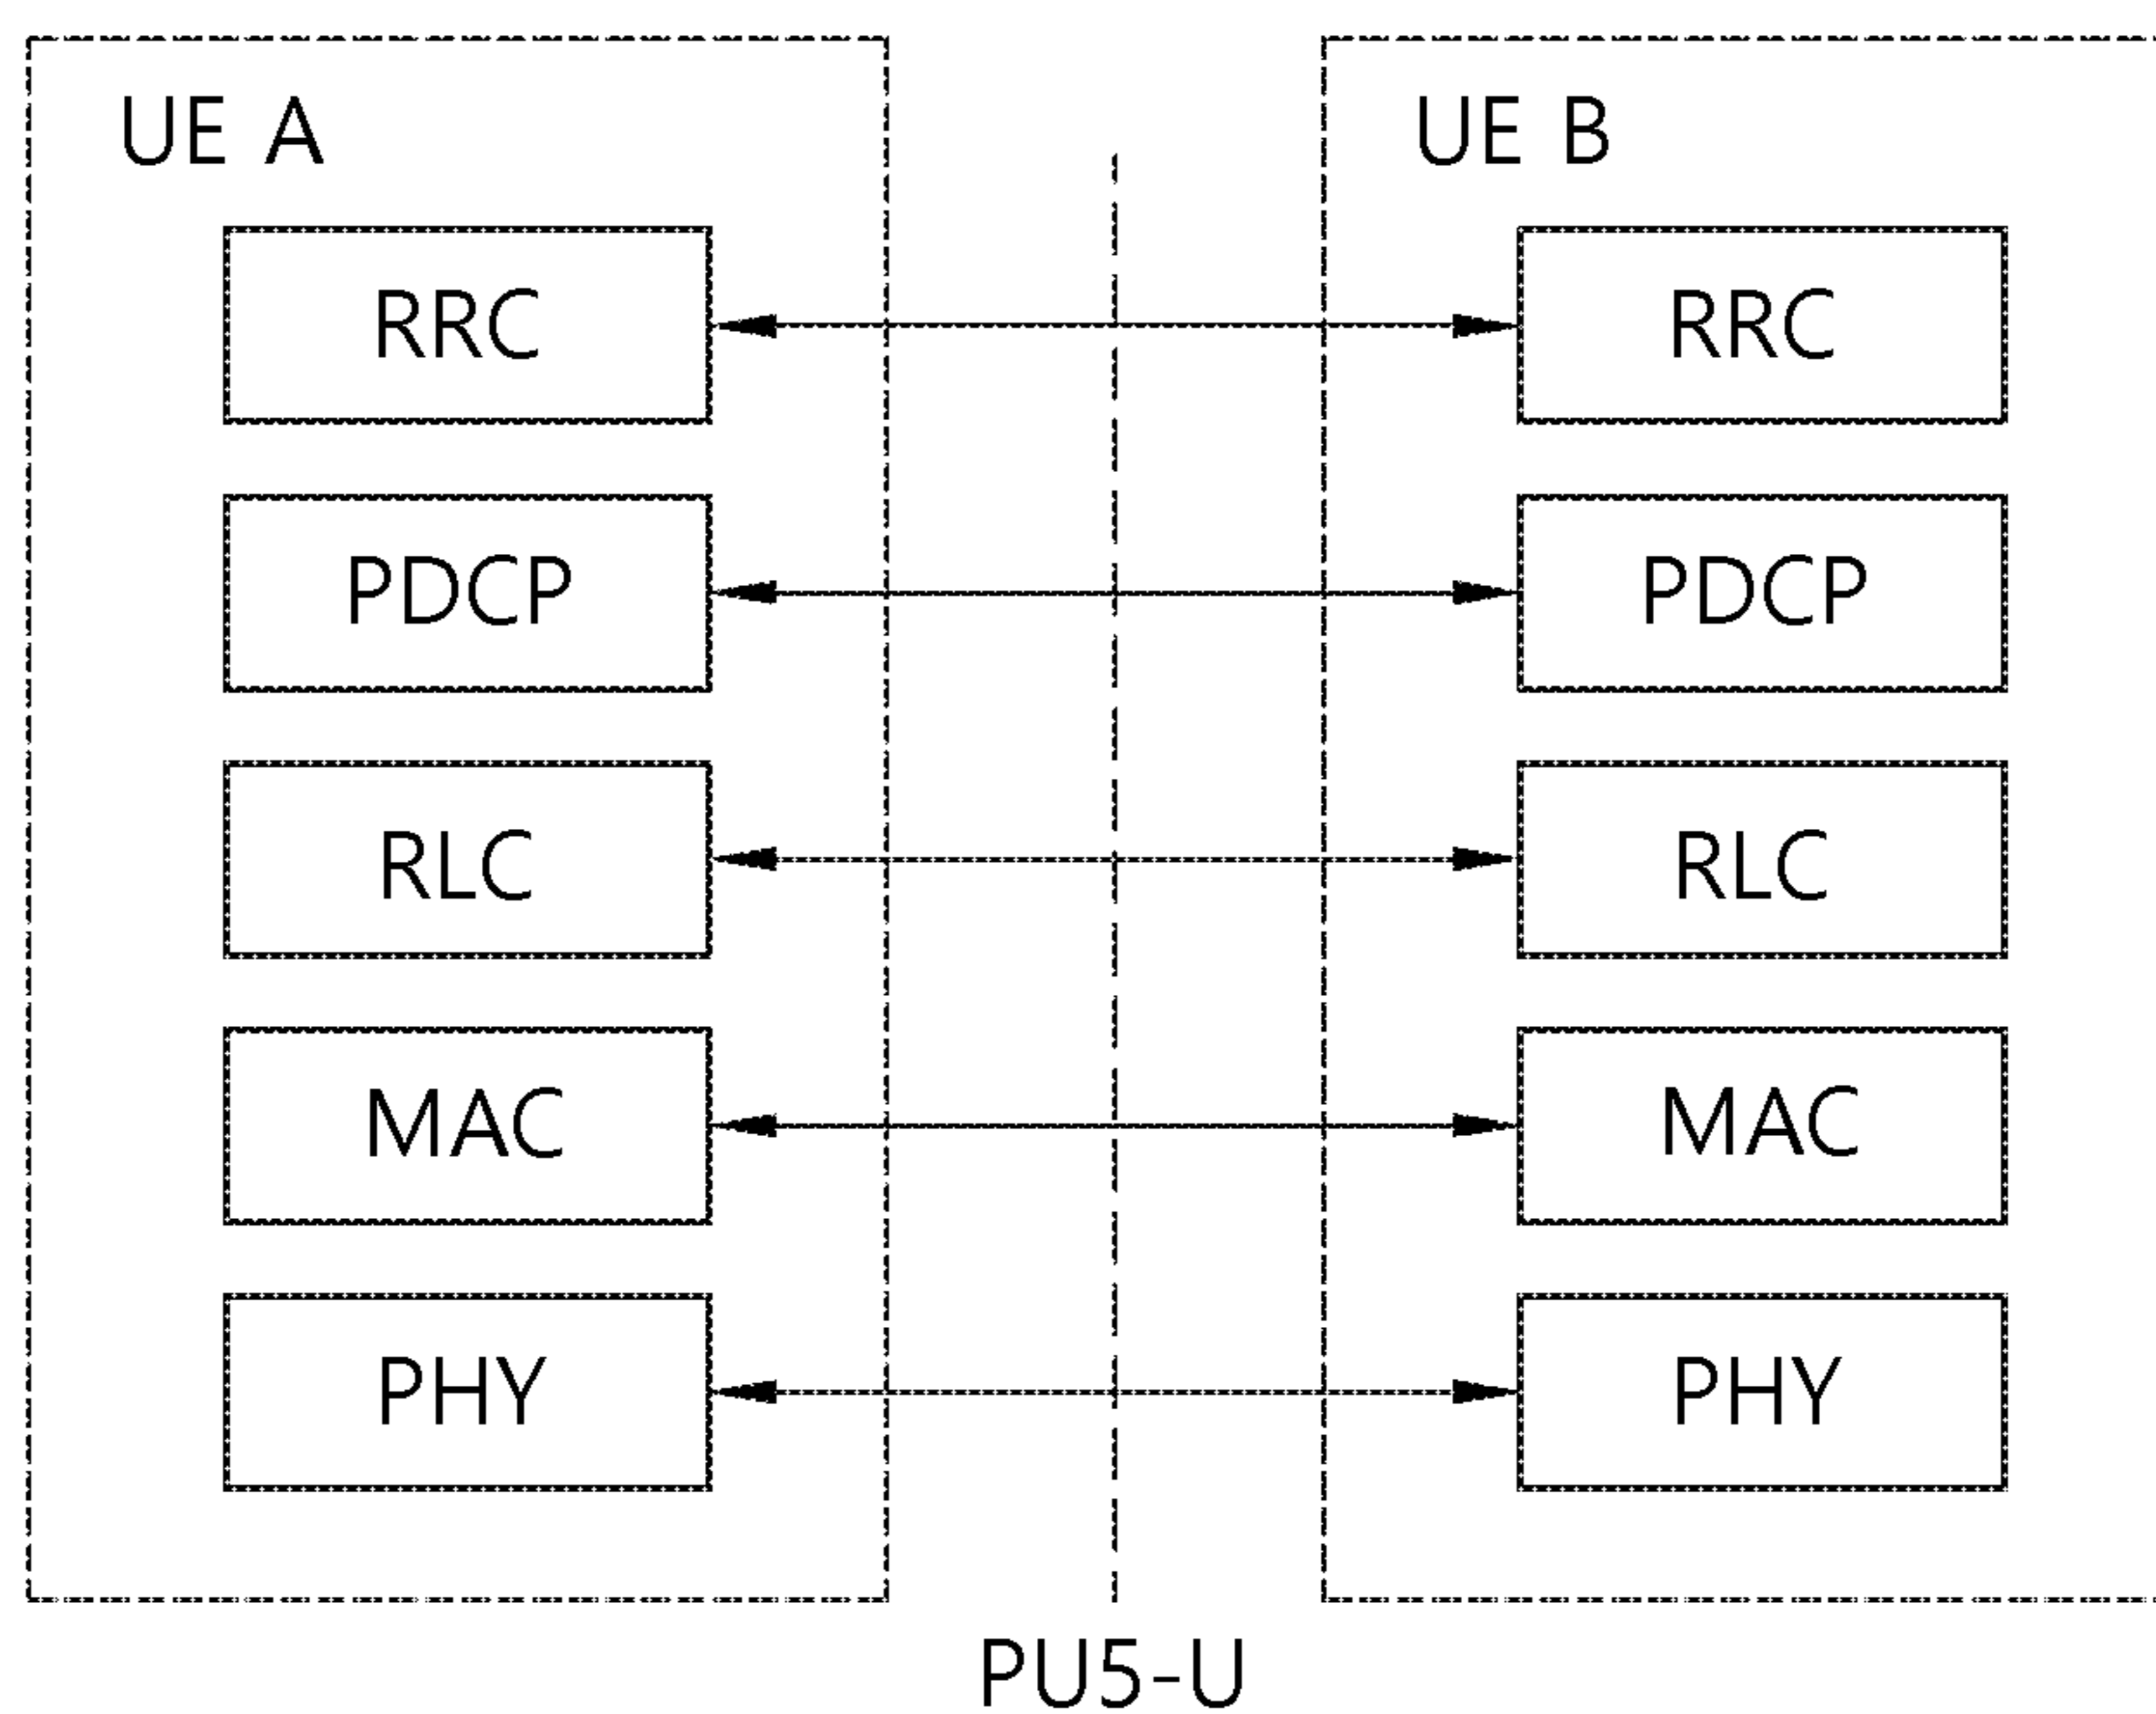 UE A
UE B
RRC
RRC
PDCP
PDCP
RLC
RLC
MAC
MAC
PHY
PHY
PU5-U